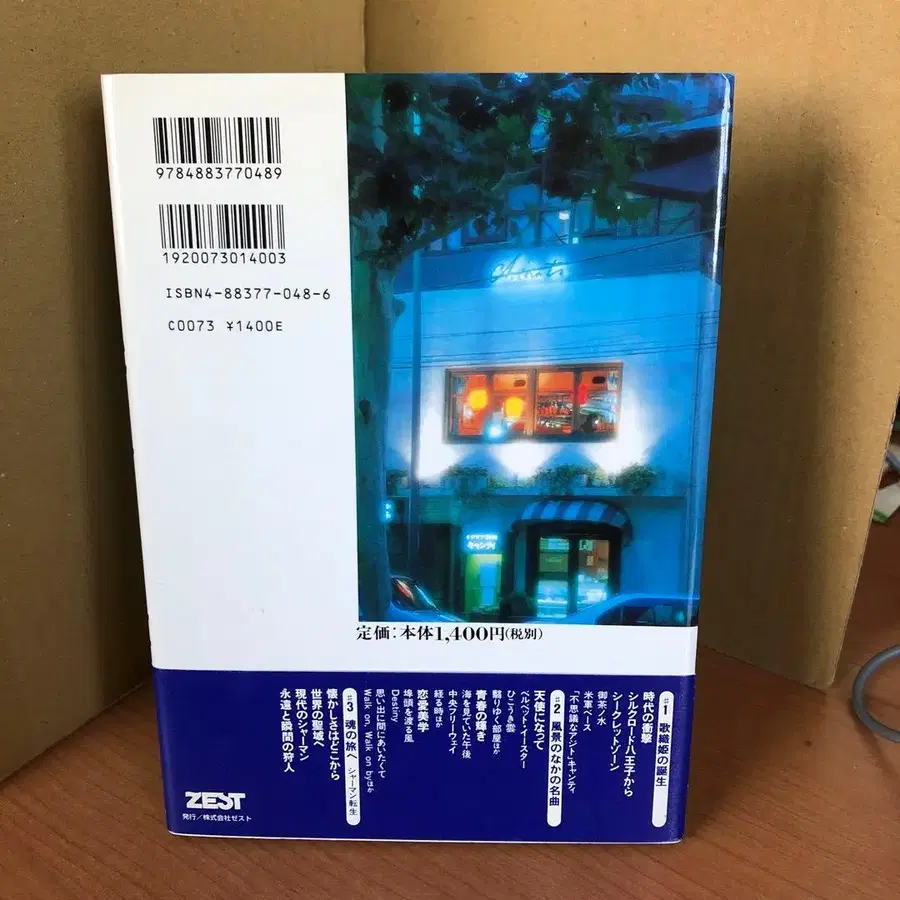 9784883770489
1920073014003
ISBN4-88377-048-6
C0073 ¥1400E
キャンティ
定価：本体1,400円(税別)
#1 歌織姫の誕生
時代の衝撃
シルクロード八王子から
シークレット・ゾーン
御茶ノ水
米軍ベース
「不思議なアジト」キャンティ
#2 風景のなかの名曲
天使になって
ベルベット・イースター
ひこうき雲
翳りゆく部屋ほか
青春の輝き
海を見ていた午後
中央フリーウェイ
経る時ほか
恋愛美学
埠頭を渡る風
Destiny
思い出に間にあいたくて
Walk on, Walk on byほか
#3 魂の旅へ シャーマン転生
懐かしさはどこから
世界の聖域へ
現代のシャーマン
永遠と瞬間の狩人
ZEST
発行／株式会社ゼスト